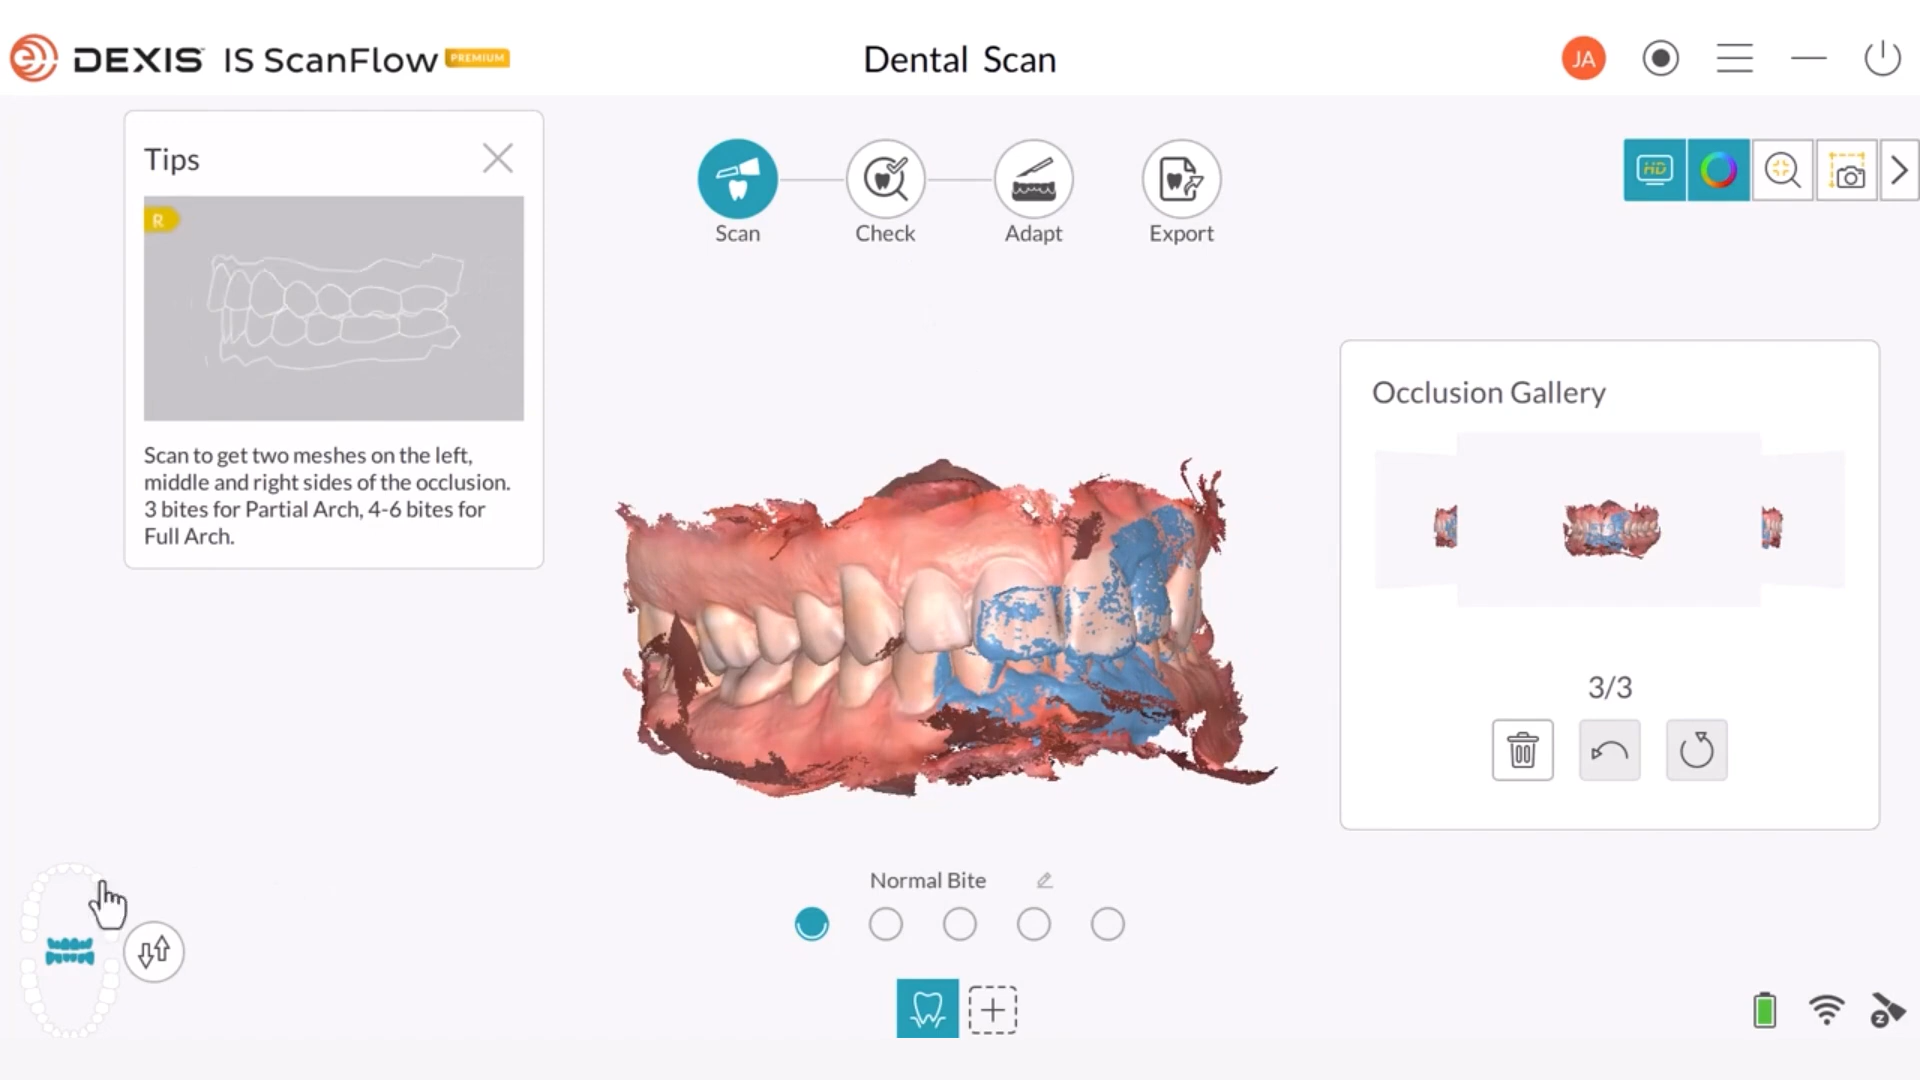 DEXIS IS ScanFlow PREMIUM
Dental Scan
JA
Tips
R
Scan to get two meshes on the left,
middle and right sides of the occlusion.
3 bites for Partial Arch, 4-6 bites for
Full Arch.
Scan
Check
Adapt
Export
HD
Occlusion Gallery
3/3
Normal Bite
z